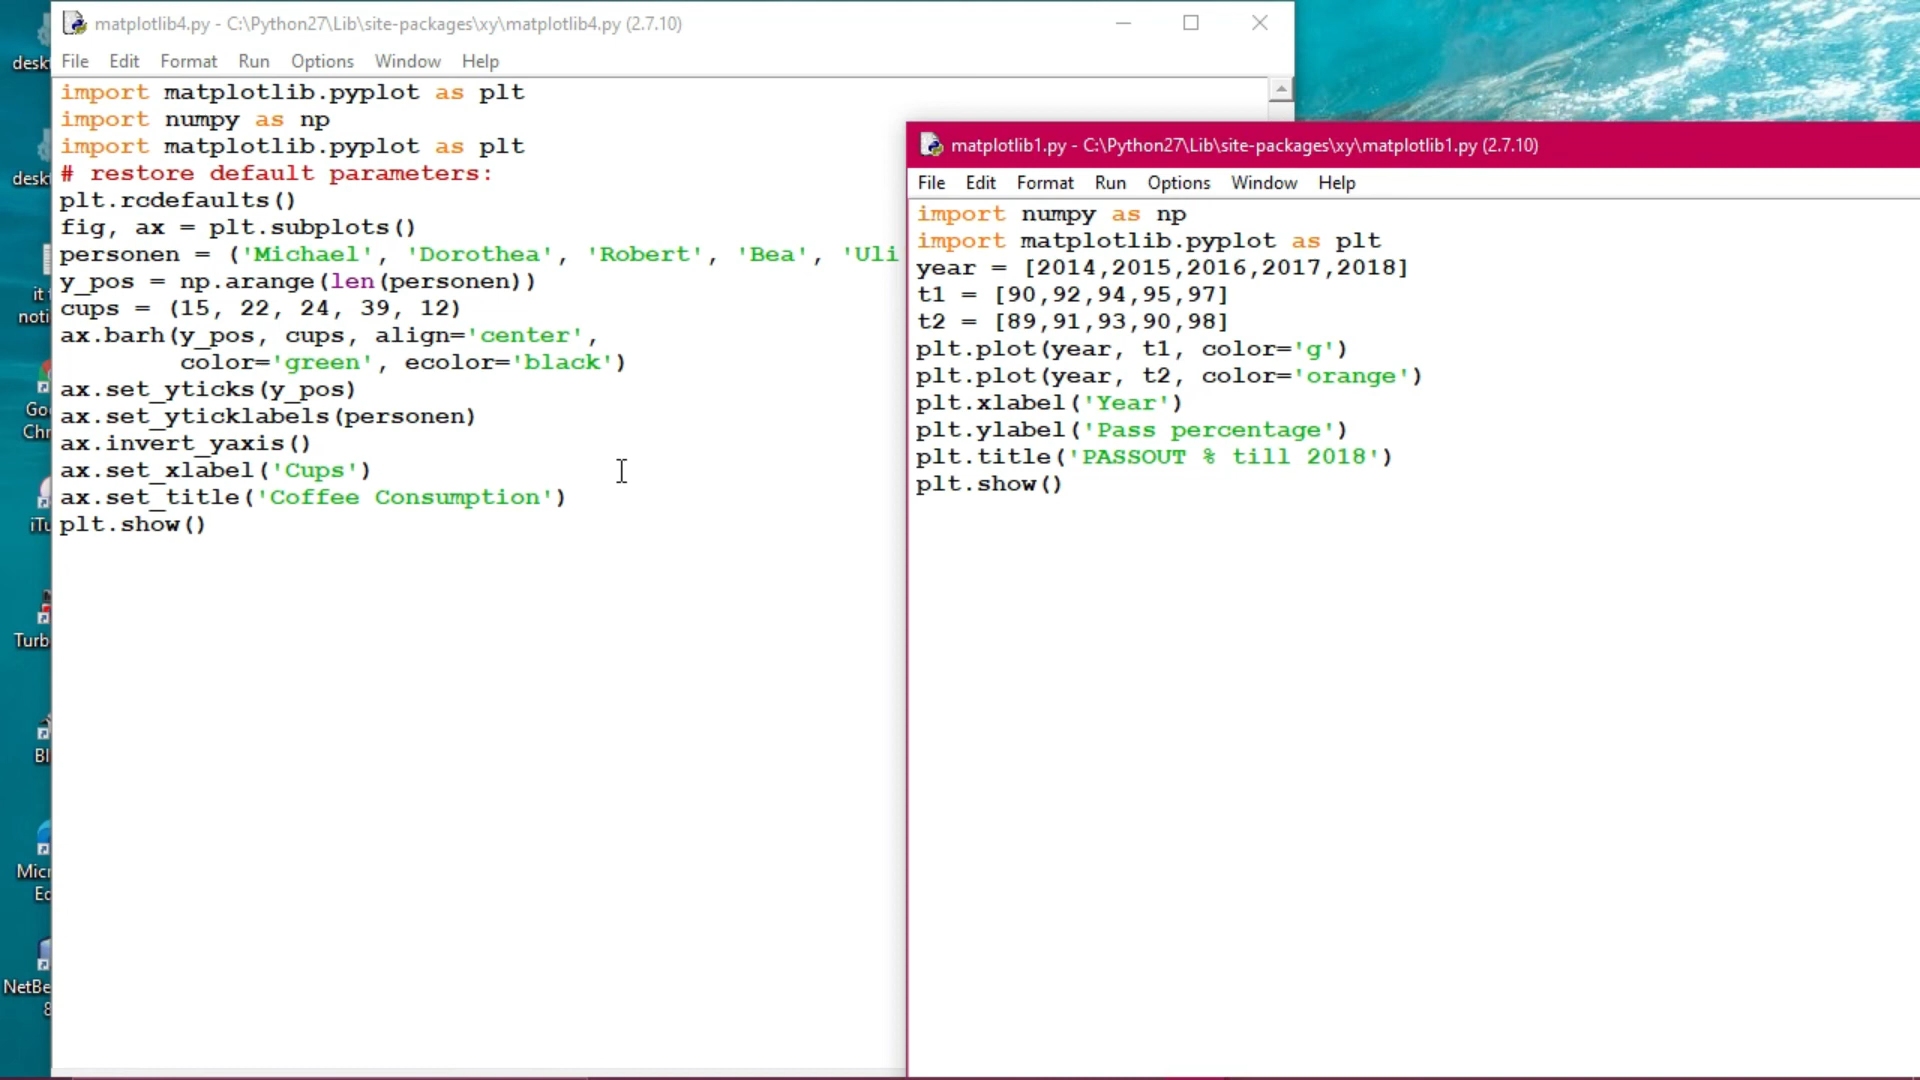 matplotlib4.py - C:\Python27\Lib\site-packages\xy\matplotlib4.py (2.7.10)
File Edit Format Run Options Window Help
import matplotlib.pyplot as plt
import numpy as np
import matplotlib.pyplot as plt
# restore default parameters:
plt.rcdefaults()
fig, ax = plt.subplots()
personen = ('Michael', 'Dorothea', 'Robert', 'Bea', 'Uli
y_pos = np.arange(len(personen))
cups = (15, 22, 24, 39, 12)
ax.barh(y_pos, cups, align='center',
        color='green', ecolor='black')
ax.set_yticks(y_pos)
ax.set_yticklabels(personen)
ax.invert_yaxis()
ax.set_xlabel('Cups')
ax.set_title('Coffee Consumption')
plt.show()
matplotlib1.py - C:\Python27\Lib\site-packages\xy\matplotlib1.py (2.7.10)
File Edit Format Run Options Window Help
import numpy as np
import matplotlib.pyplot as plt
year = [2014,2015,2016,2017,2018]
t1 = [90,92,94,95,97]
t2 = [89,91,93,90,98]
plt.plot(year, t1, color='g')
plt.plot(year, t2, color='orange')
plt.xlabel('Year')
plt.ylabel('Pass percentage')
plt.title('PASSOUT % till 2018')
plt.show()
desk
desk
it
noti
Go
Chr
iTu
Turb
Bl
Mic
Ed
NetBe
8